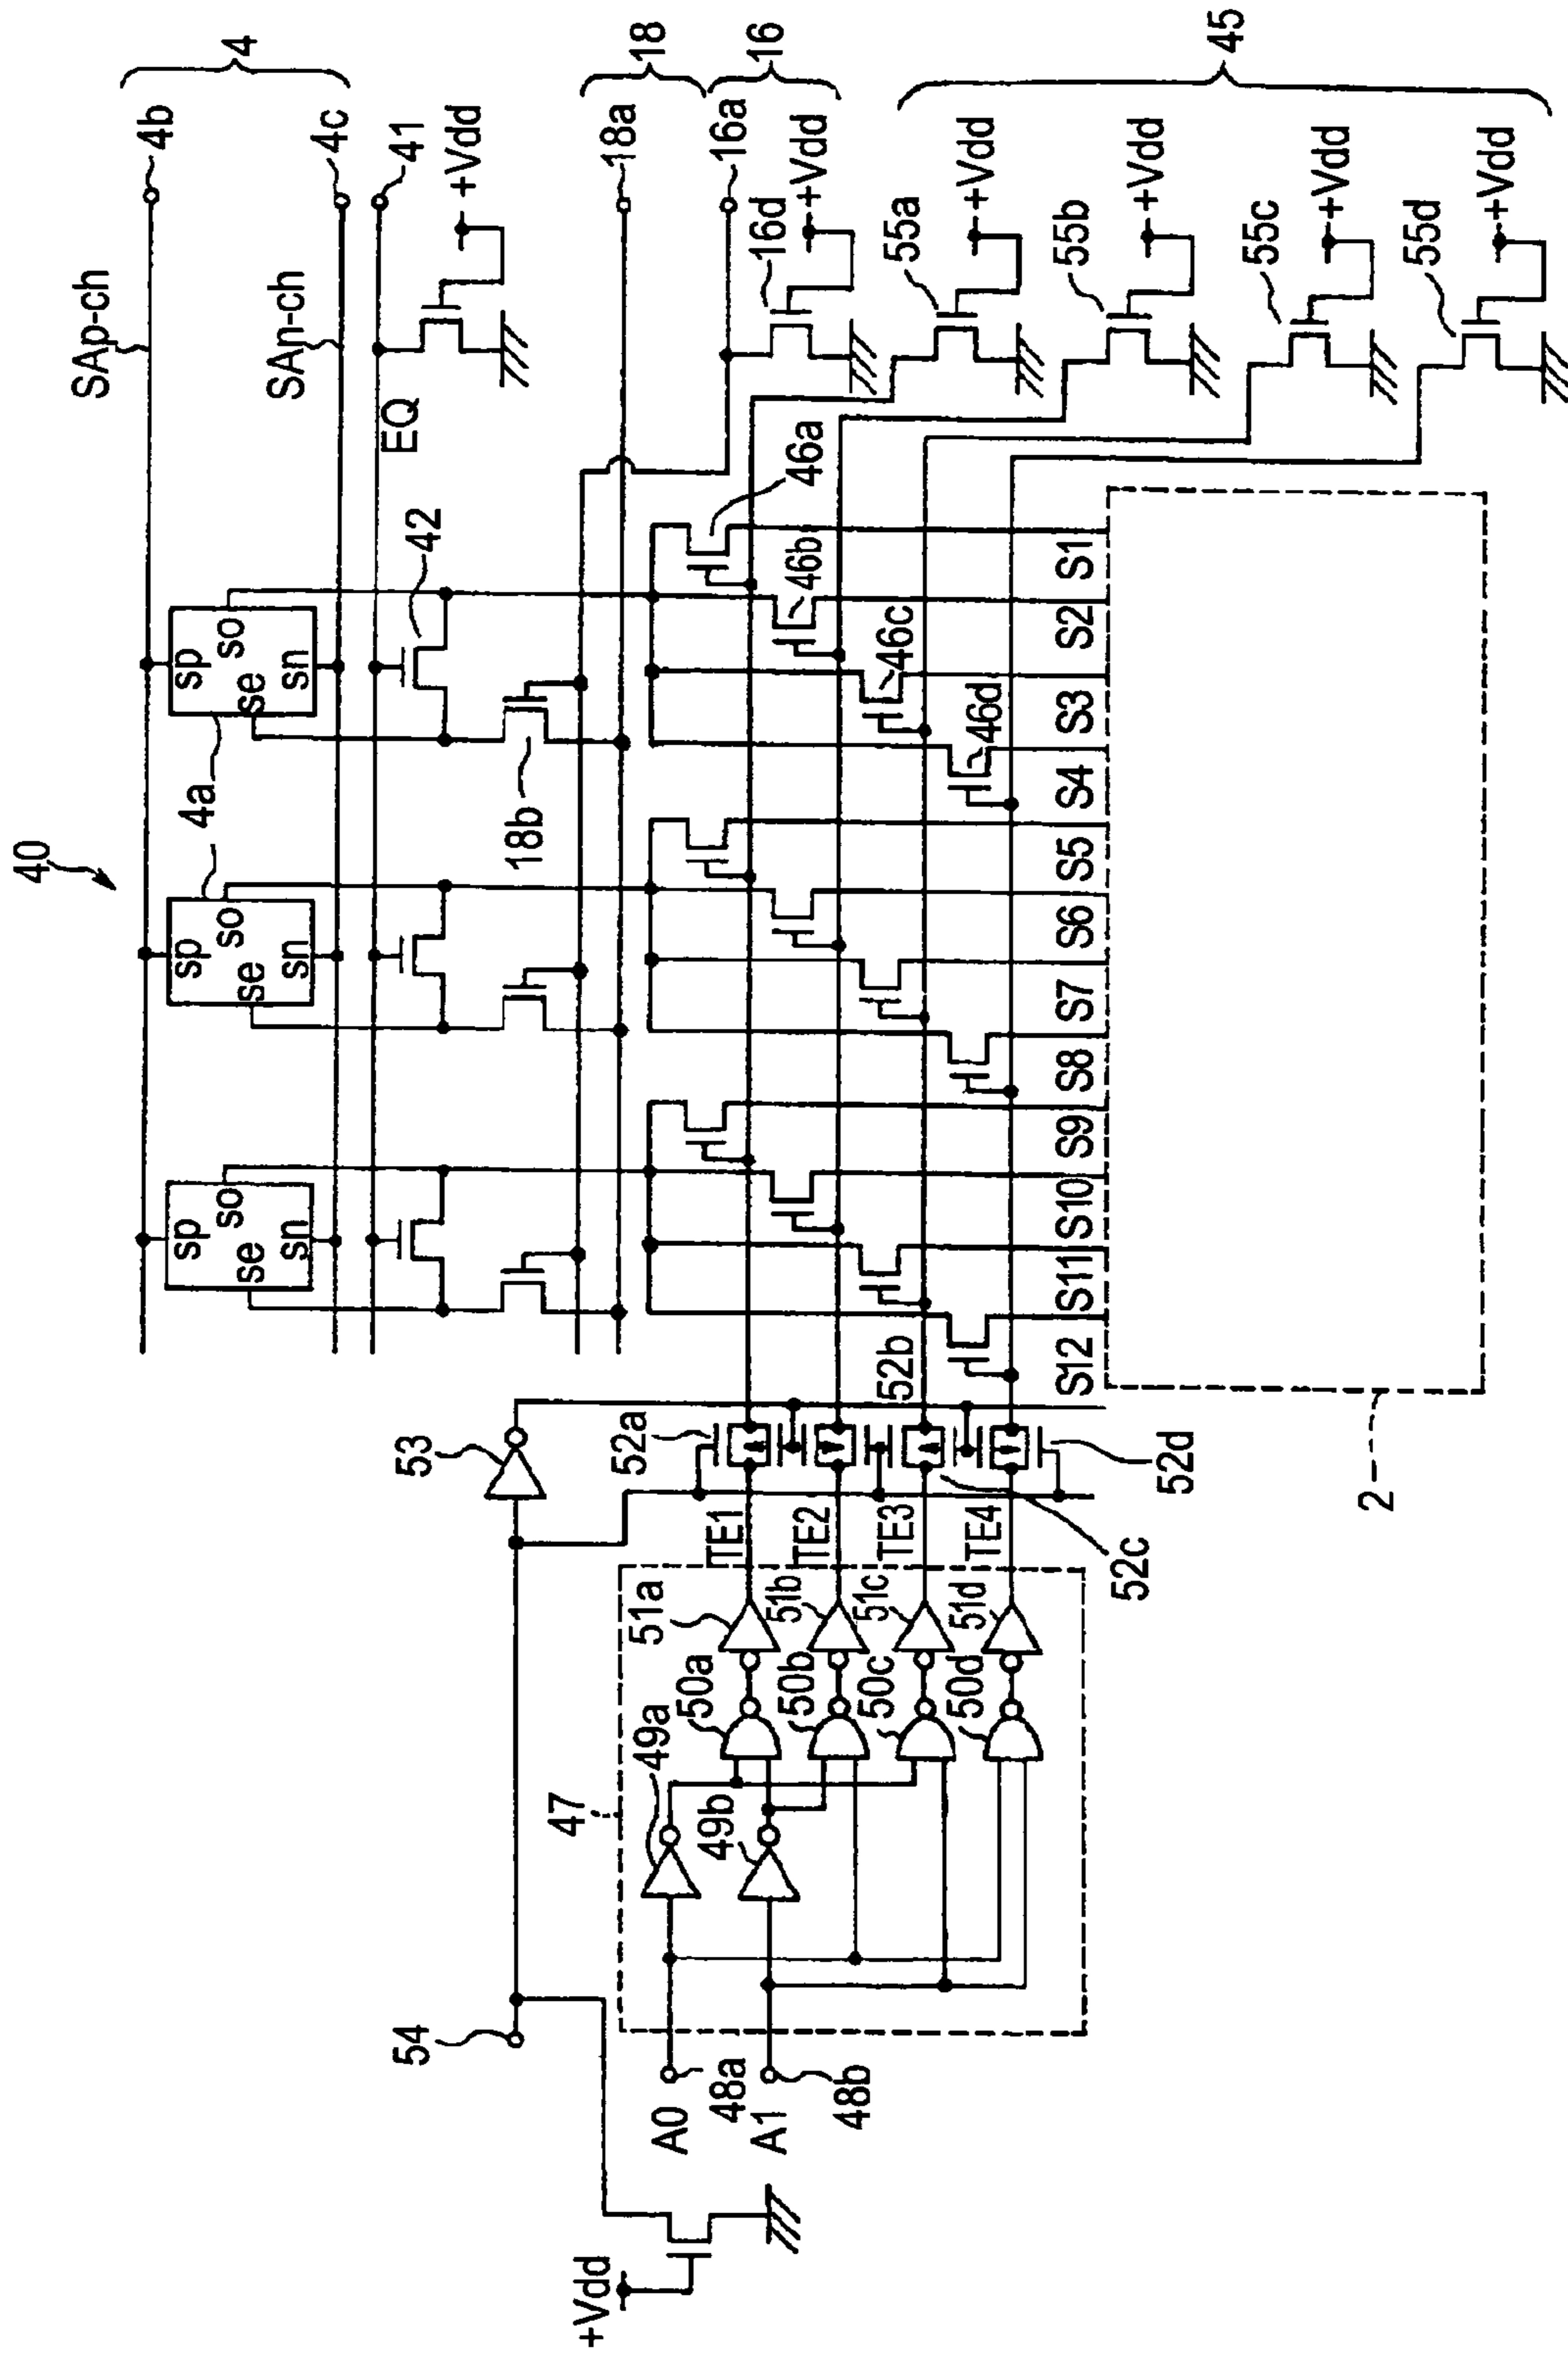 40
4
4b
SAp-ch
4c
SAn-ch
41
+Vdd
EQ
42
4a
sp
so
se
sn
sp
so
se
sn
sp
so
se
sn
18
18a
18b
16
16a
16d
+Vdd
45
55a
+Vdd
55b
+Vdd
55c
+Vdd
55d
+Vdd
46a
46b
46c
46d
S1
S2
S3
S4
S5
S6
S7
S8
S9
S10
S11
S12
2
53
52a
52b
52c
52d
TE1
TE2
TE3
TE4
47
51a
51b
51c
51d
50a
50b
50c
50d
49a
49b
54
48a
A0
48b
A1
+Vdd